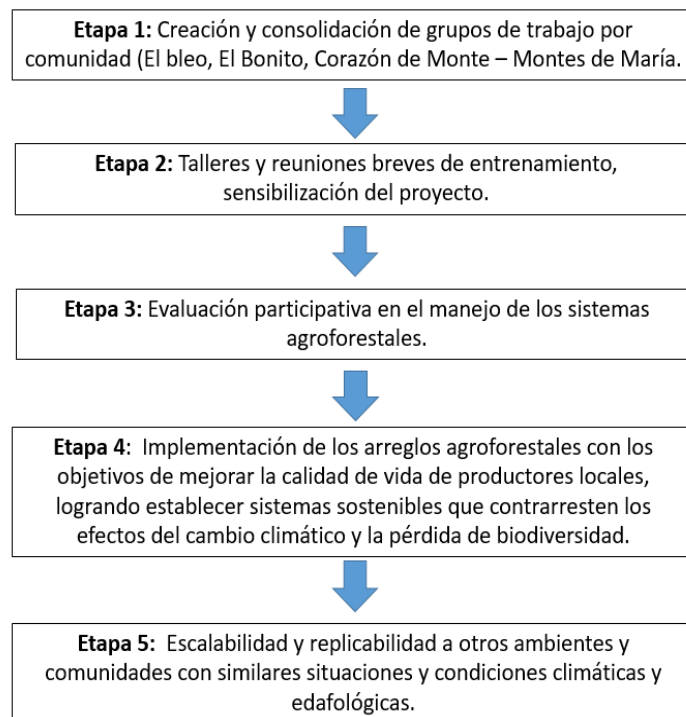 Etapa 1: Creación y consolidación de grupos de trabajo por
comunidad (El bleo, El Bonito, Corazón de Monte – Montes de María.
Etapa 2: Talleres y reuniones breves de entrenamiento,
sensibilización del proyecto.
Etapa 3: Evaluación participativa en el manejo de los sistemas
agroforestales.
Etapa 4: Implementación de los arreglos agroforestales con los
objetivos de mejorar la calidad de vida de productores locales,
logrando establecer sistemas sostenibles que contrarresten los
efectos del cambio climático y la pérdida de biodiversidad.
Etapa 5: Escalabilidad y replicabilidad a otros ambientes y
comunidades con similares situaciones y condiciones climáticas y
edafológicas.